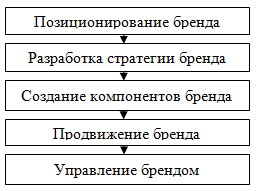 Позиционирование бренда
Разработка стратегии бренда
Создание компонентов бренда
Продвижение бренда
Управление брендом